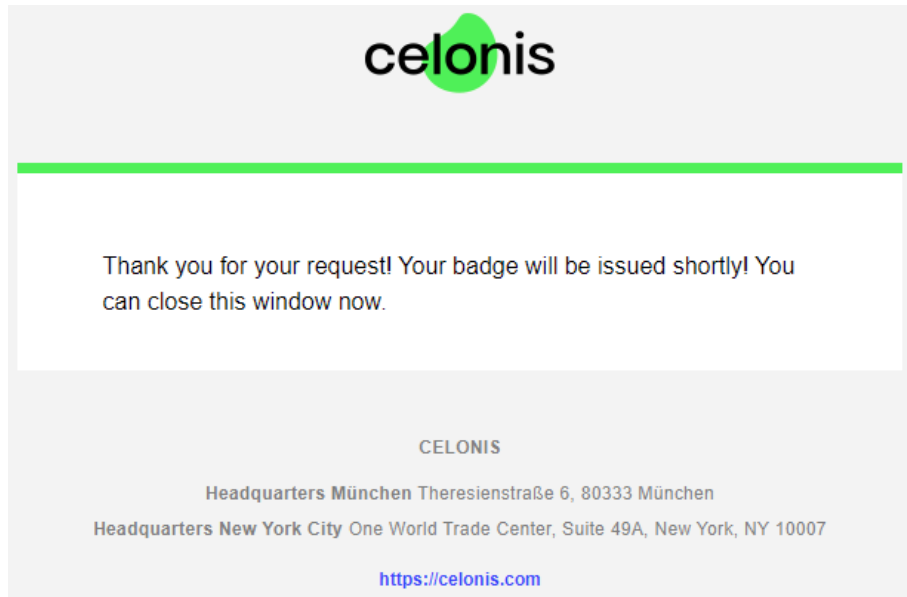 celonis
Thank you for your request! Your badge will be issued shortly! You
can close this window now.
CELONIS
Headquarters München Theresienstraße 6, 80333 München
Headquarters New York City One World Trade Center, Suite 49A, New York, NY 10007
https://celonis.com